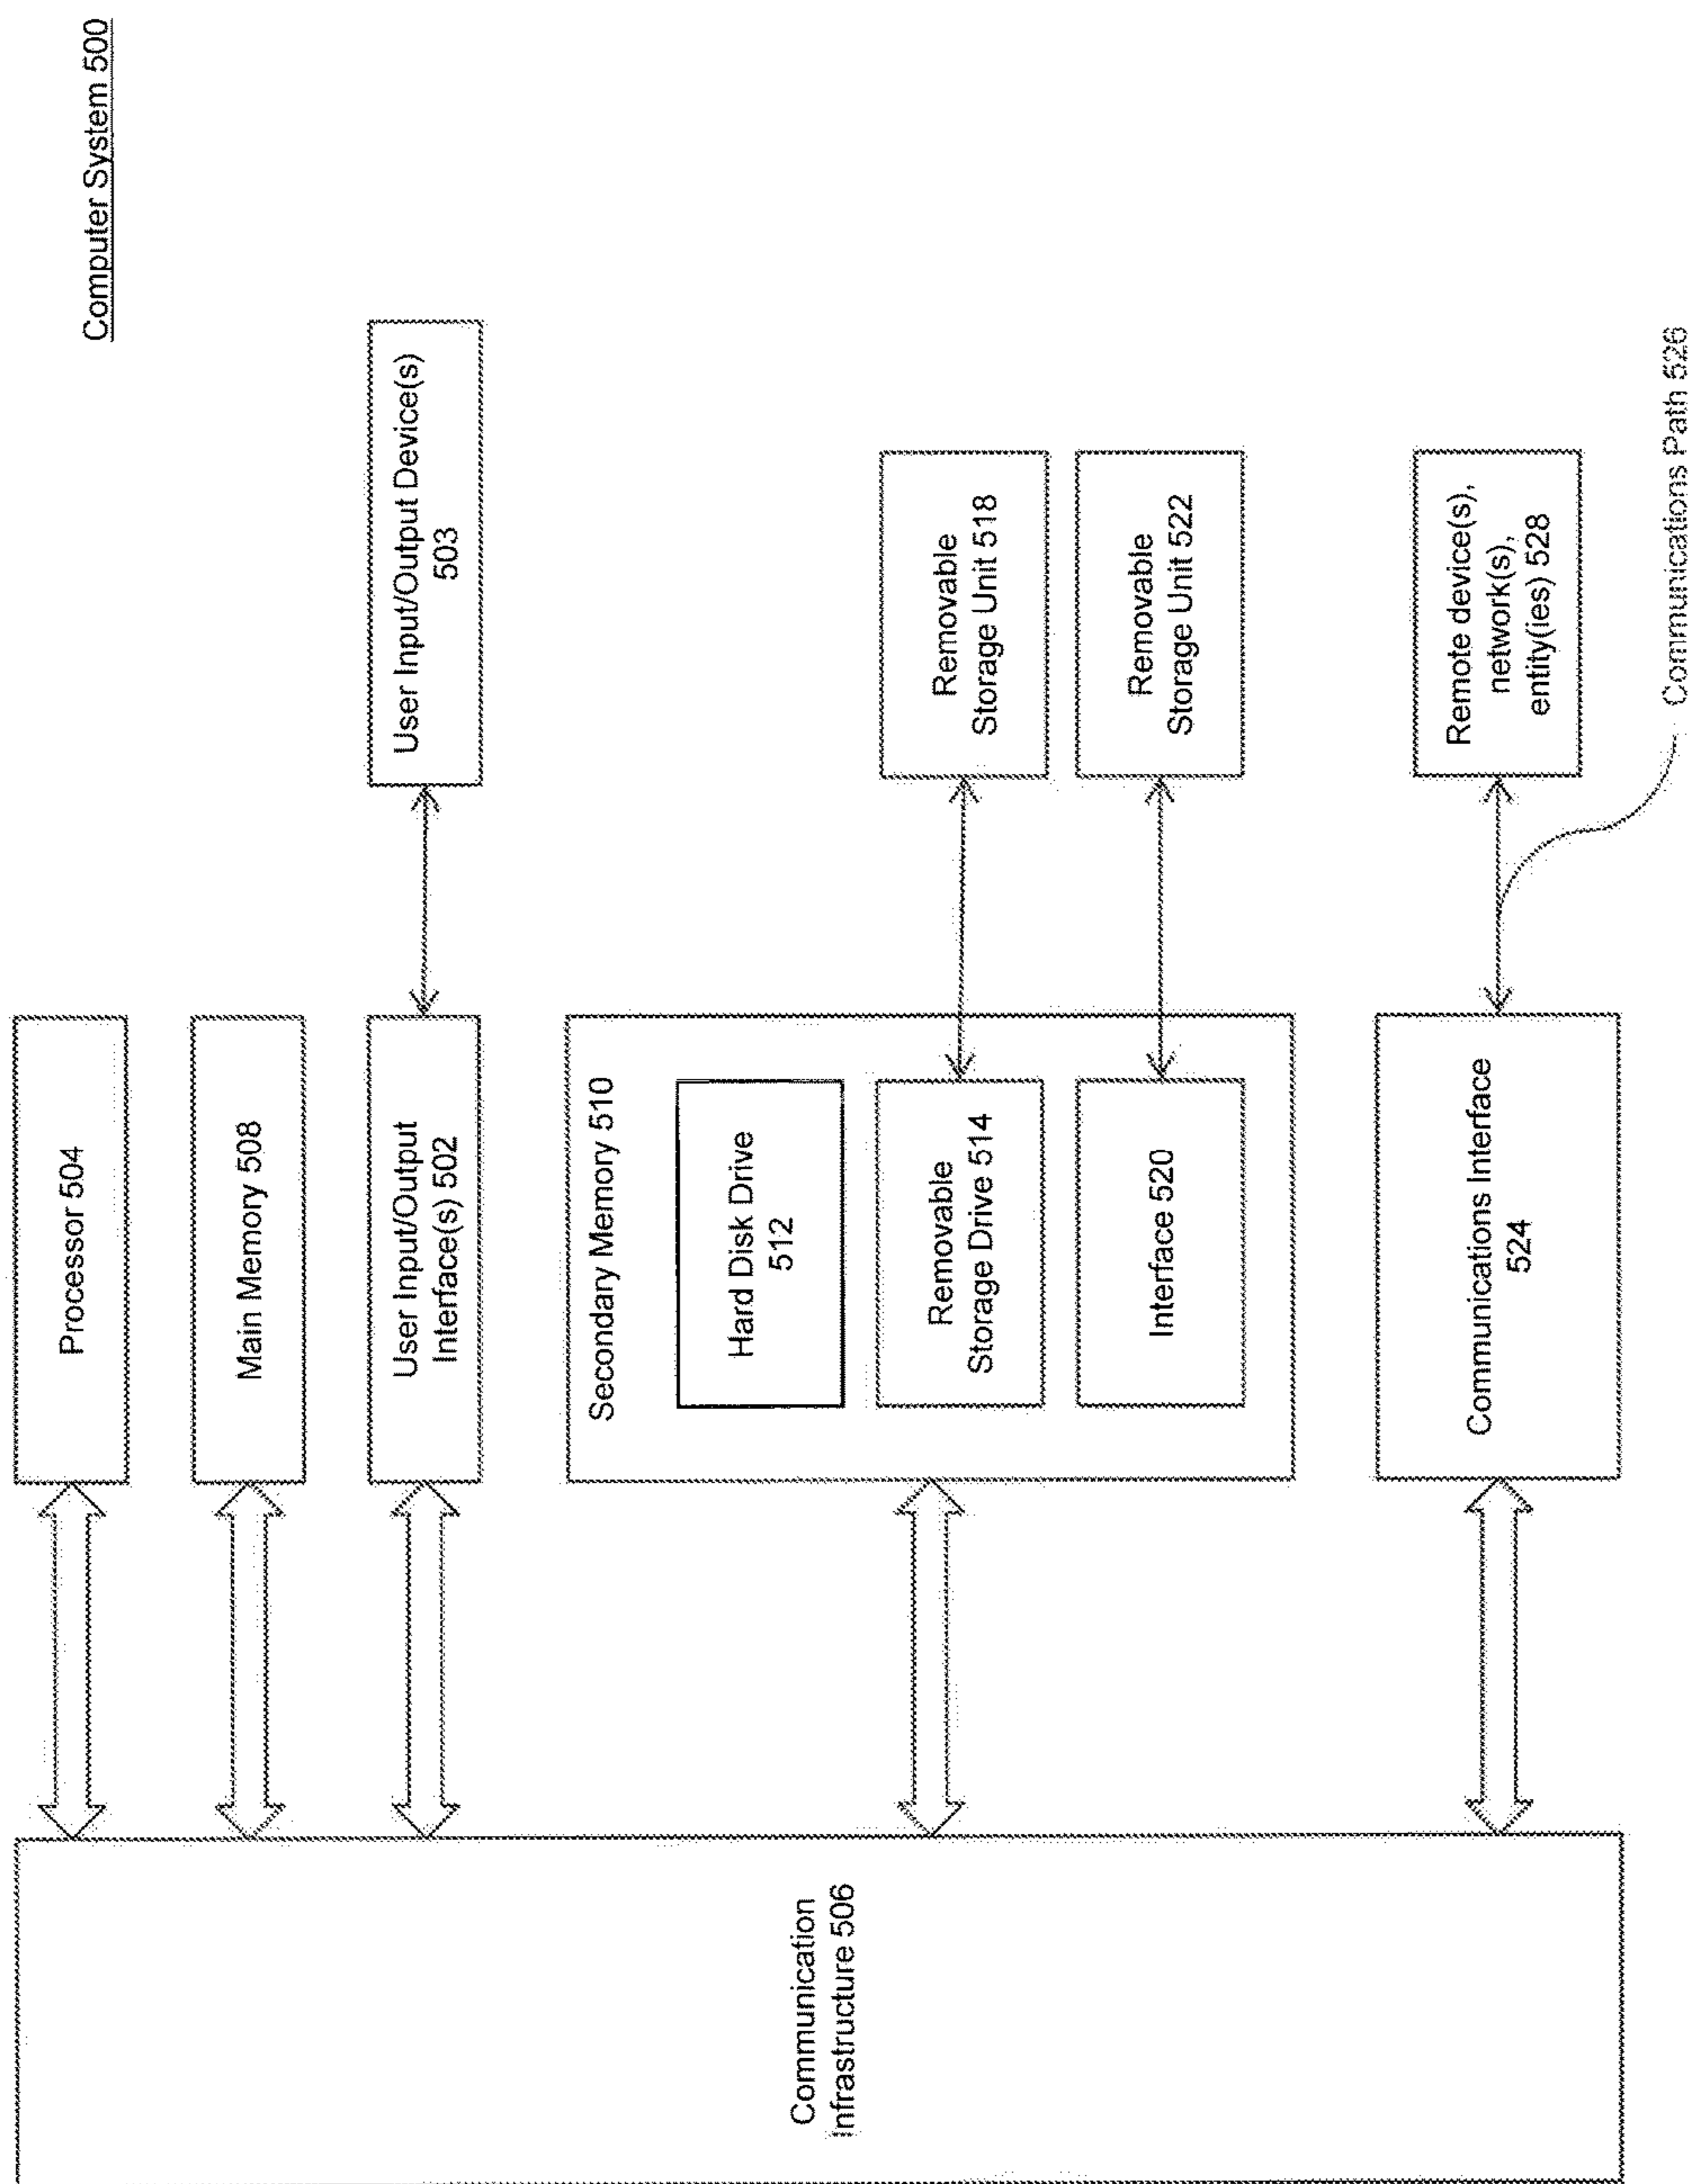 Computer System 500
Processor 504
Main Memory 508
User Input/Output
Interface(s) 502
User Input/Output Device(s)
503
Secondary Memory 510
Hard Disk Drive
512
Removable
Storage Drive 514
Removable
Storage Unit 518
Interface 520
Removable
Storage Unit 522
Communications Interface
524
Remote device(s),
network(s),
entity(ies) 528
Communications Path 526
Communication
Infrastructure 506